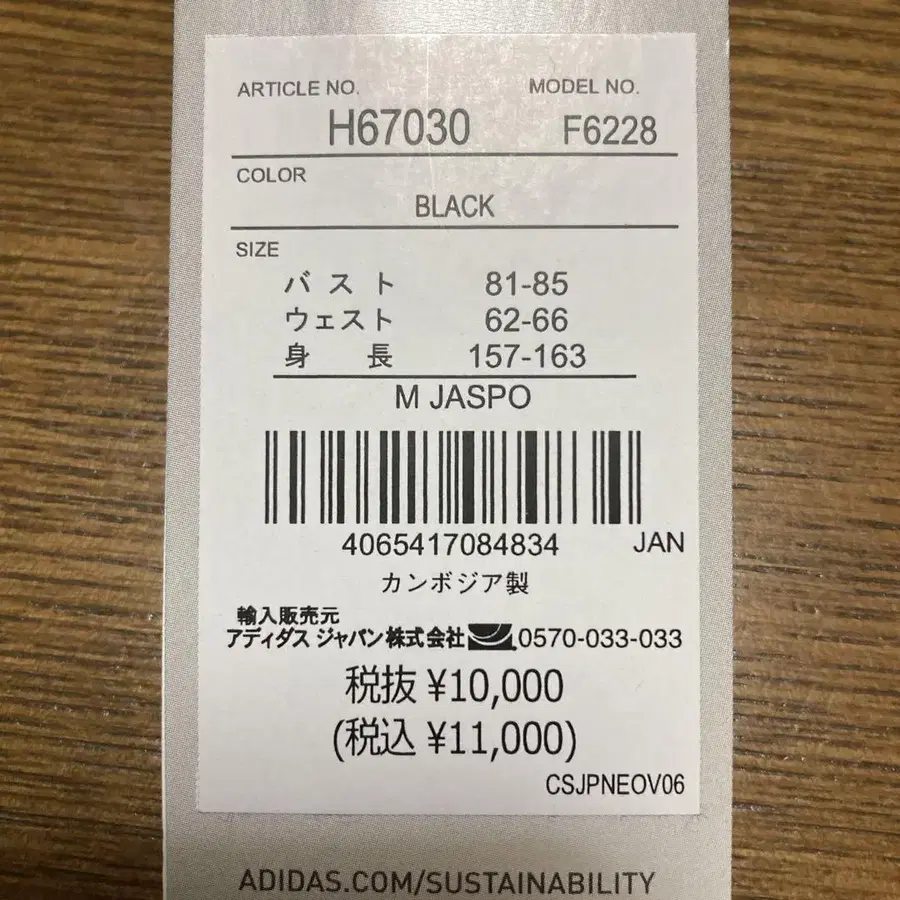 ARTICLE NO. MODEL NO.
H67030 F6228
COLOR
BLACK
SIZE
バスト 81-85
ウェスト 62-66
身長 157-163
M JASPO
4065417084834 JAN
カンボジア製
輸入販売元
アディダス ジャパン株式会社 0570-033-033
税抜 ¥10,000
(税込 ¥11,000)
CSJPNEOV06
ADIDAS.COM/SUSTAINABILITY